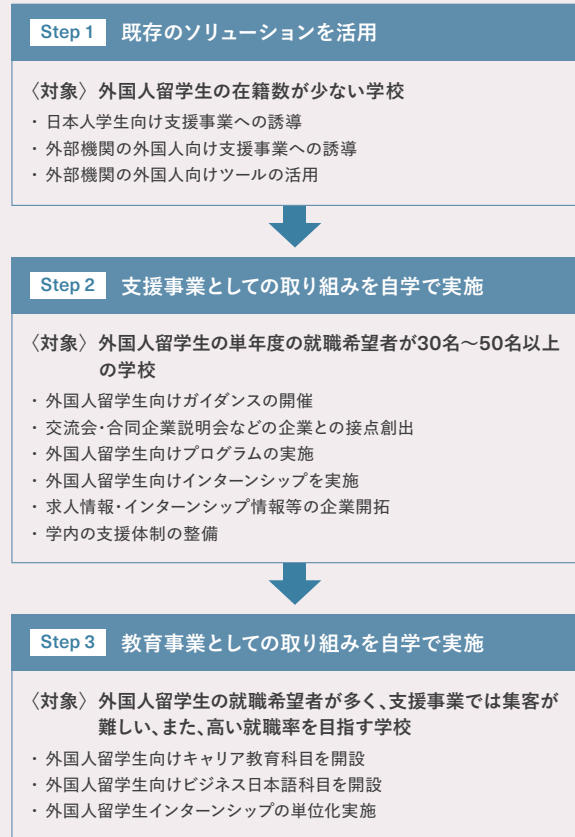 Step 1 既存のソリューションを活用
〈対象〉外国人留学生の在籍数が少ない学校
・日本人学生向け支援事業への誘導
・外部機関の外国人向け支援事業への誘導
・外部機関の外国人向けツールの活用
Step 2 支援事業としての取り組みを自学で実施
〈対象〉外国人留学生の単年度の就職希望者が30名〜50名以上
の学校
・外国人留学生向けガイダンスの開催
・交流会・合同企業説明会などの企業との接点創出
・外国人留学生向けプログラムの実施
・外国人留学生向けインターンシップを実施
・求人情報・インターンシップ情報等の企業開拓
・学内の支援体制の整備
Step 3 教育事業としての取り組みを自学で実施
〈対象〉外国人留学生の就職希望者が多く、支援事業では集客が
難しい、また、高い就職率を目指す学校
・外国人留学生向けキャリア教育科目を開設
・外国人留学生向けビジネス日本語科目を開設
・外国人留学生インターンシップの単位化実施